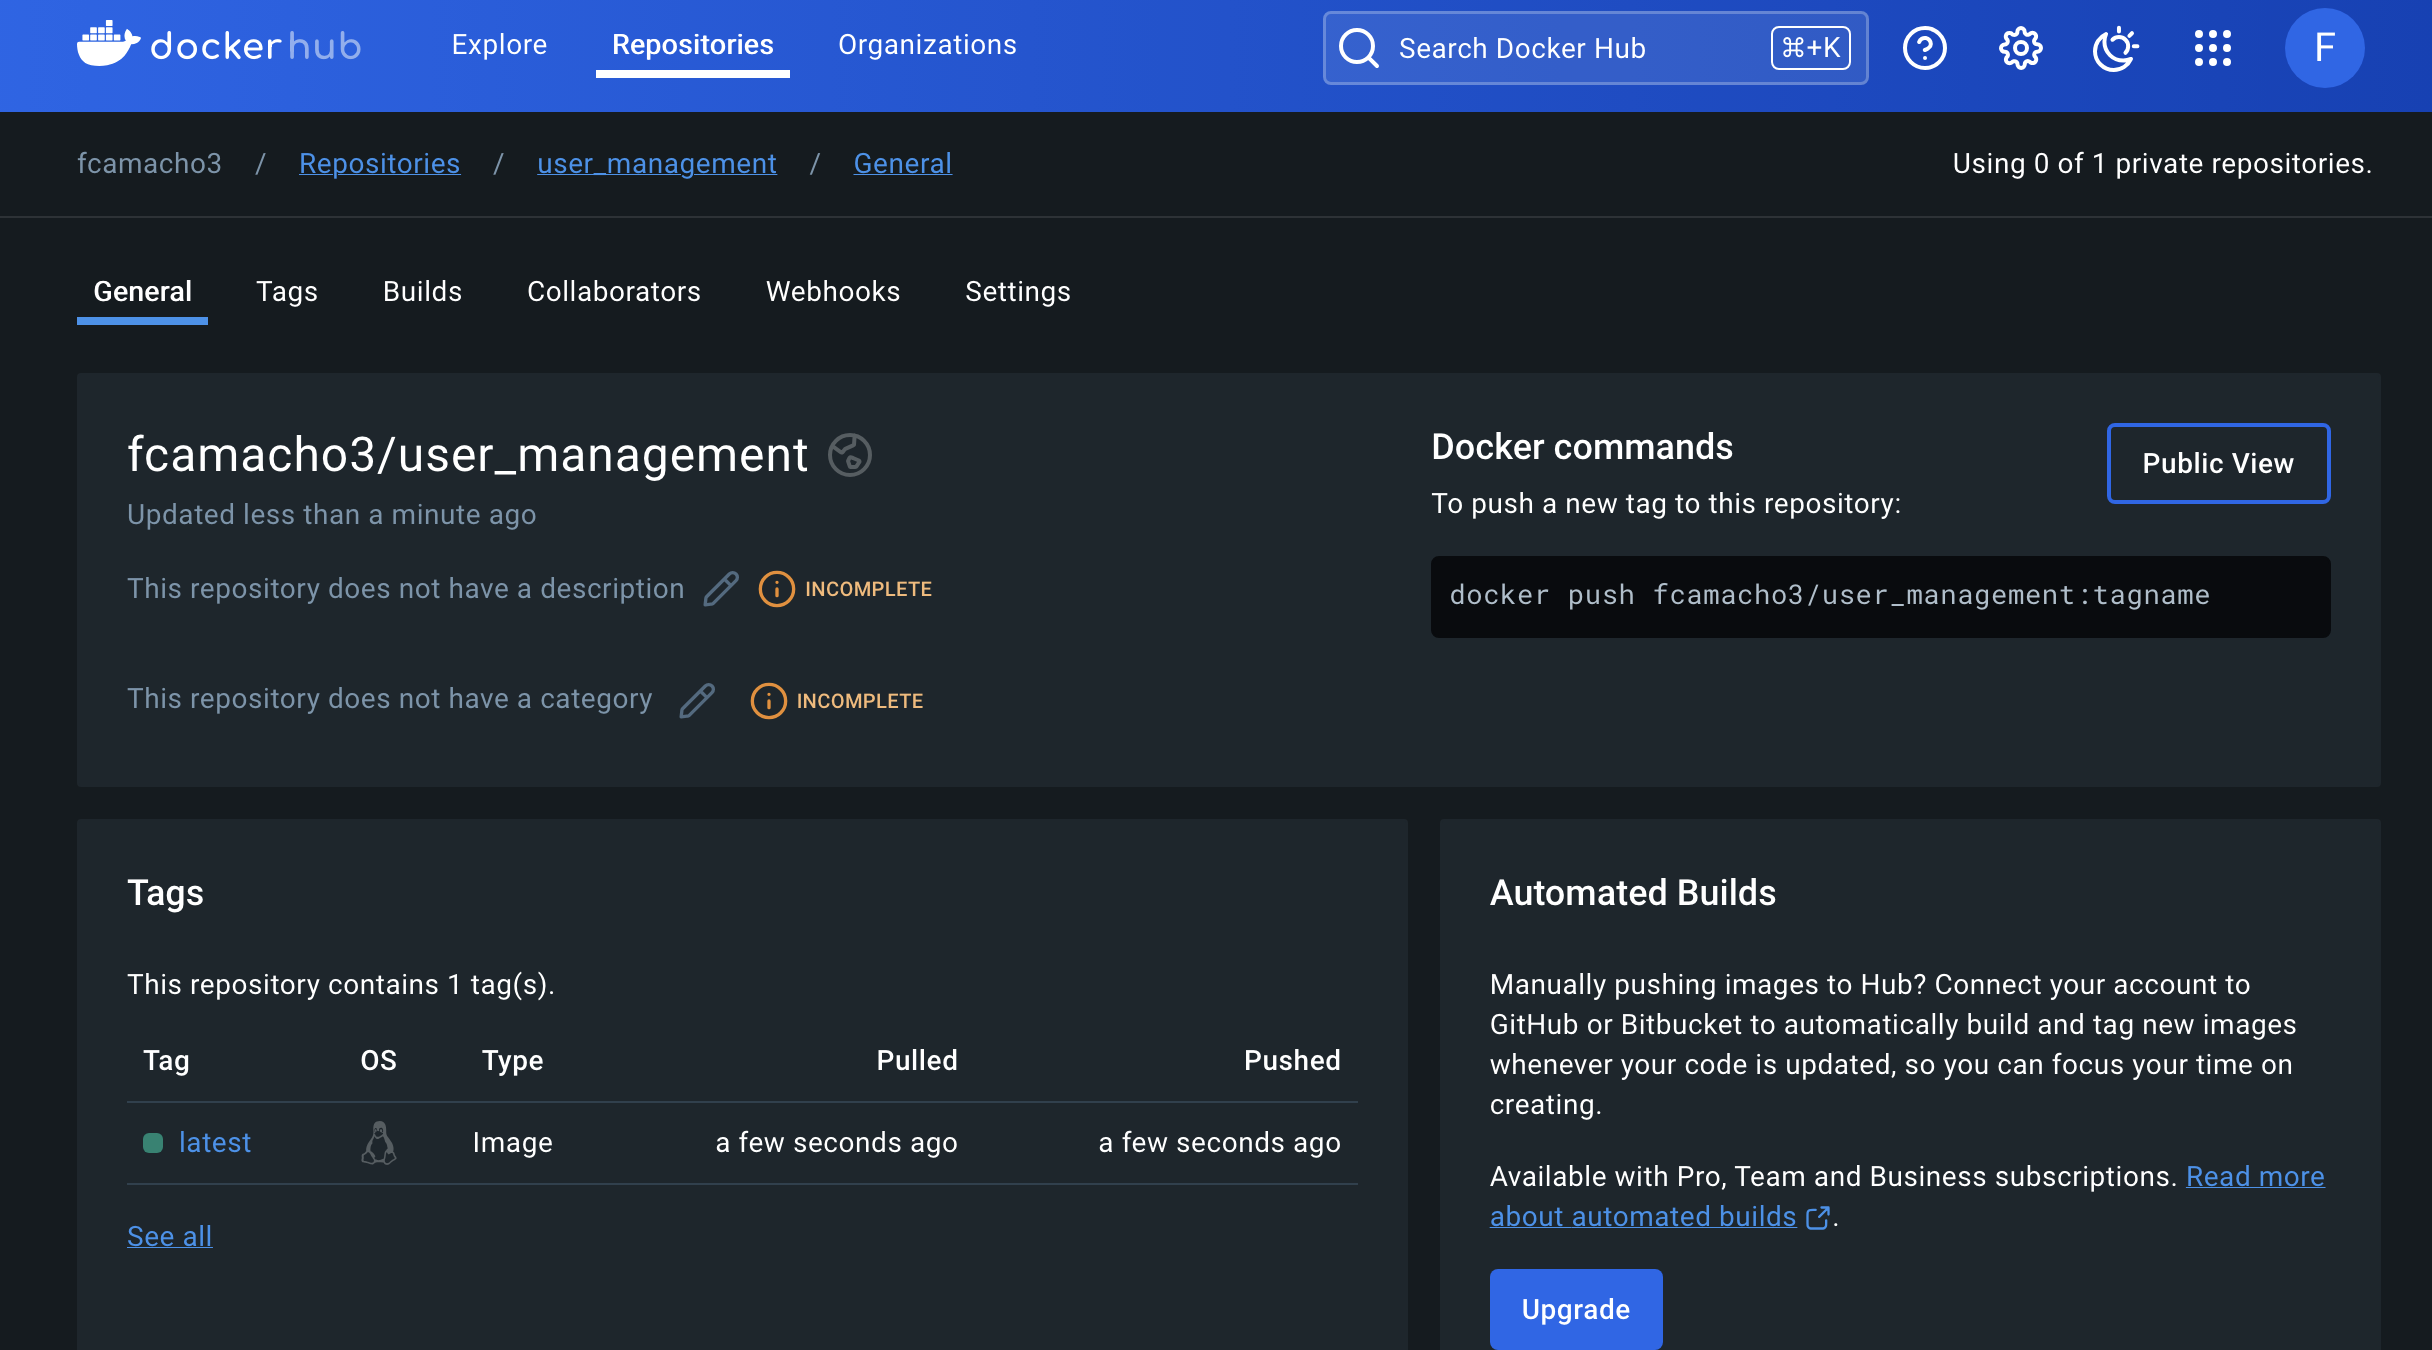 dockerhub
Explore
Repositories
Organizations
Search Docker Hub
⌘+K
F
fcamacho3 / Repositories / user_management / General
Using 0 of 1 private repositories.
General
Tags
Builds
Collaborators
Webhooks
Settings
fcamacho3/user_management
Updated less than a minute ago
This repository does not have a description
INCOMPLETE
This repository does not have a category
INCOMPLETE
Docker commands
To push a new tag to this repository:
Public View
docker push fcamacho3/user_management:tagname
Tags
This repository contains 1 tag(s).
Tag OS Type Pulled Pushed
latest Image a few seconds ago a few seconds ago
See all
Automated Builds
Manually pushing images to Hub? Connect your account to
GitHub or Bitbucket to automatically build and tag new images
whenever your code is updated, so you can focus your time on
creating.
Available with Pro, Team and Business subscriptions. Read more
about automated builds .
Upgrade